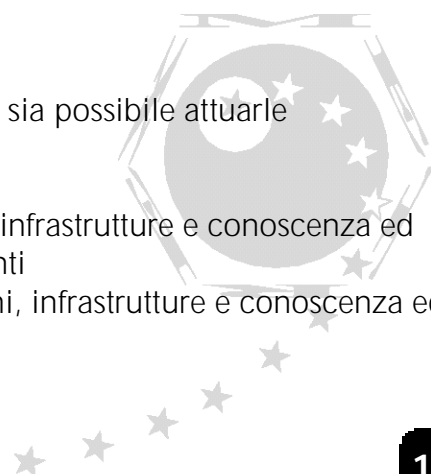 sia possibile attuarle
infrastrutture e conoscenza ed
nti
ni, infrastrutture e conoscenza ed
1